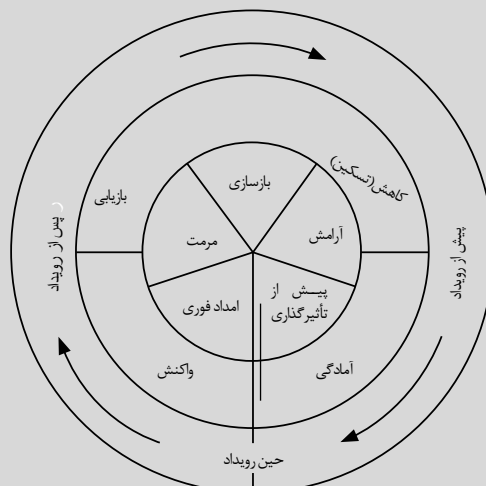 کاهش(تسکین)
بازسازی
بازیابی
آرامش
پیش از رویداد
ر پس از رویداد
مرمت
پیــش از
تأثیرگذاری
امداد فوری
آمادگی
واکنش
حین رویداد